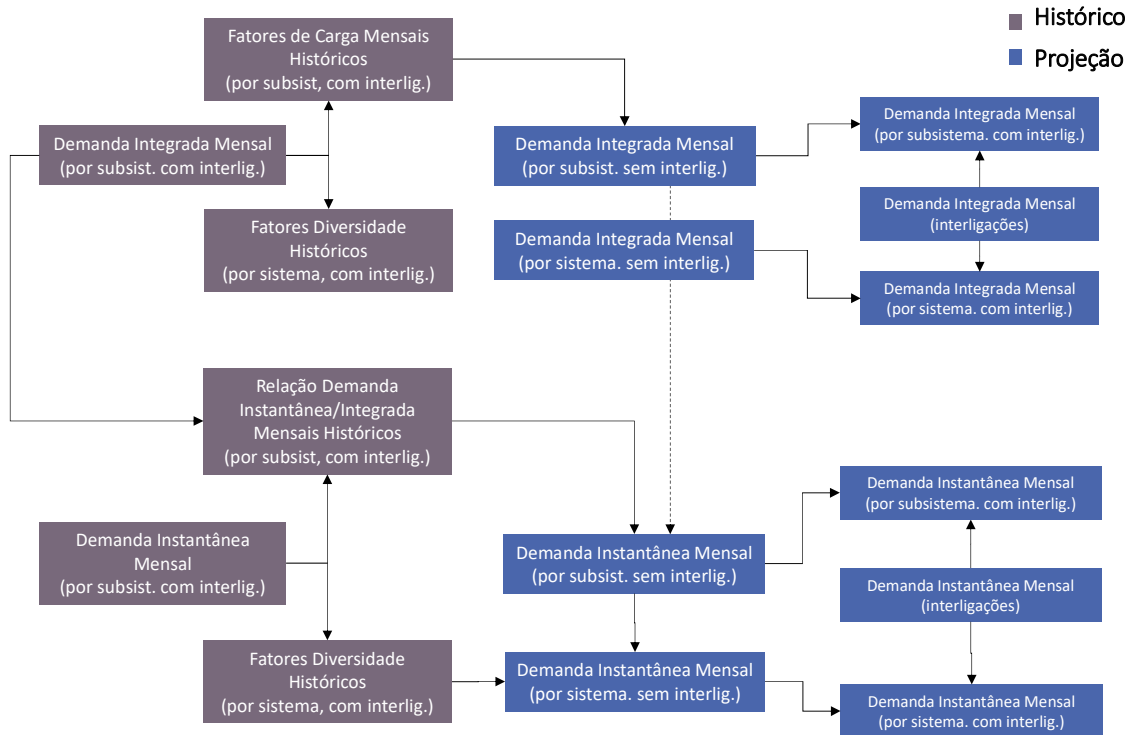 Histórico
Projeção
Fatores de Carga Mensais
Históricos
(por subsist, com interlig.)
Demanda Integrada Mensal
(por subsist. com interlig.)
Fatores Diversidade
Históricos
(por sistema, com interlig.)
Demanda Integrada Mensal
(por subsist. sem interlig.)
Demanda Integrada Mensal
(por sistema. sem interlig.)
Demanda Integrada Mensal
(por subsistema. com interlig.)
Demanda Integrada Mensal
(interligações)
Demanda Integrada Mensal
(por sistema. com interlig.)
Relação Demanda
Instantânea/Integrada
Mensais Históricos
(por subsist, com interlig.)
Demanda Instantânea
Mensal
(por subsist. com interlig.)
Fatores Diversidade
Históricos
(por sistema, com interlig.)
Demanda Instantânea Mensal
(por subsist. sem interlig.)
Demanda Instantânea Mensal
(por sistema. sem interlig.)
Demanda Instantânea Mensal
(por subsistema. com interlig.)
Demanda Instantânea Mensal
(interligações)
Demanda Instantânea Mensal
(por sistema. com interlig.)